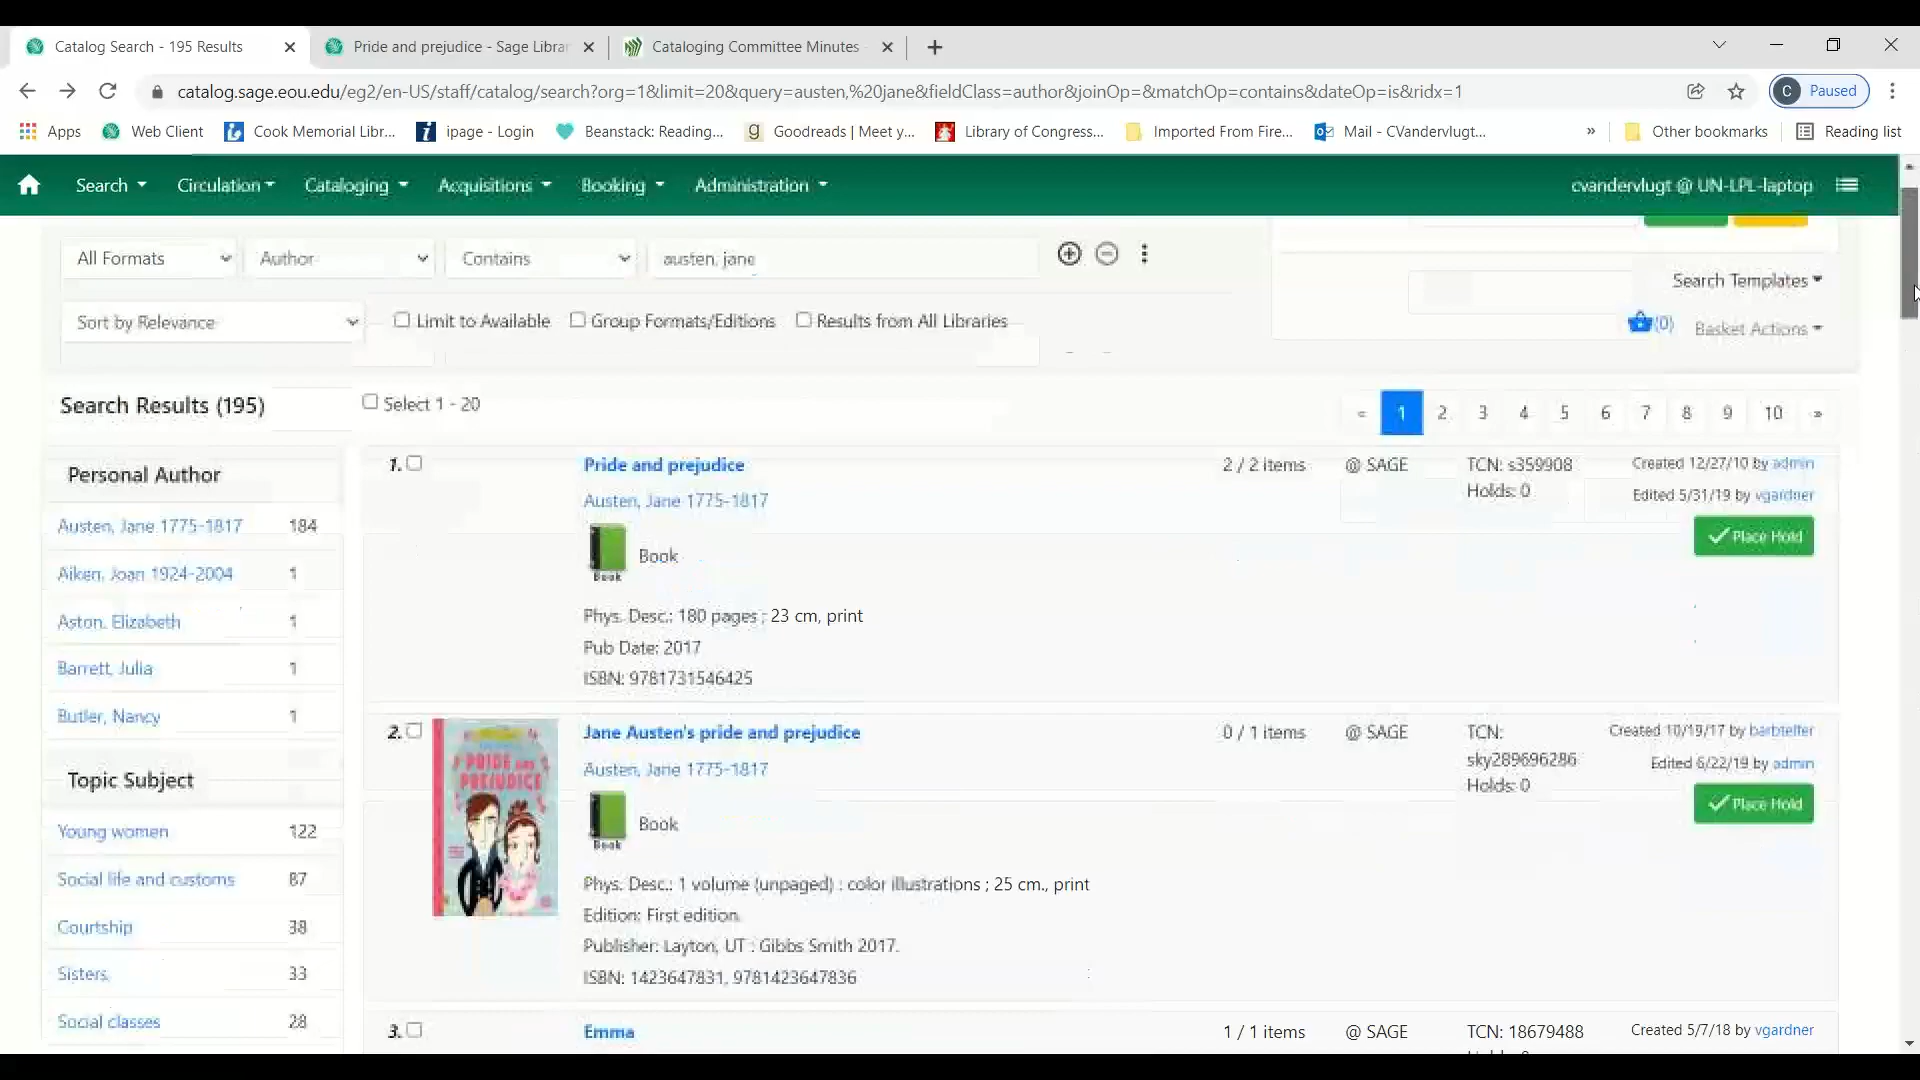 Catalog Search - 195 Results
Pride and prejudice - Sage Librar
Cataloging Committee Minutes
catalog.sage.eou.edu/eg2/en-US/staff/catalog/search?org=1&limit=20&query=austen,%20jane&fieldClass=author&joinOp=&matchOp=contains&dateOp=is&ridx=1
C Paused
Apps Web Client Cook Memorial Libr... ipage - Login Beanstack: Reading... Goodreads | Meet y... Library of Congress... Imported From Fire... Mail - CVandervlugt... » Other bookmarks Reading list
Search Circulation Cataloging Acquisitions Booking Administration cvandervlugt @ UN-LPL-laptop
All Formats Author Contains austen, jane
Search Templates
Sort by Relevance Limit to Available Group Formats/Editions Results from All Libraries
(0) Basket Actions
Search Results (195) Select 1 - 20 « 1 2 3 4 5 6 7 8 9 10 »
Personal Author
Austen, Jane 1775-1817 184
Aiken, Joan 1924-2004 1
Aston, Elizabeth 1
Barrett, Julia 1
Butler, Nancy 1
Topic Subject
Young women 122
Social life and customs 87
Courtship 38
Sisters 33
Social classes 28
1. Pride and prejudice 2 / 2 items @ SAGE TCN: s359908 Created 12/27/10 by admin
Holds: 0 Edited 5/31/19 by vgardner
Austen, Jane 1775-1817
Place Hold
Book Book
Phys. Desc.: 180 pages ; 23 cm, print
Pub Date: 2017
ISBN: 9781731546425
2. Jane Austen's pride and prejudice 0 / 1 items @ SAGE TCN: Created 10/19/17 by barbtelfer
sky289696286
Edited 6/22/19 by admin
Austen, Jane 1775-1817
Holds: 0
Place Hold
PRIDE AND
PREJUDICE
Book Book
Phys. Desc.: 1 volume (unpaged) : color illustrations ; 25 cm., print
Edition: First edition.
Publisher: Layton, UT : Gibbs Smith 2017.
ISBN: 1423647831, 9781423647836
3. Emma 1 / 1 items @ SAGE TCN: 18679488 Created 5/7/18 by vgardner